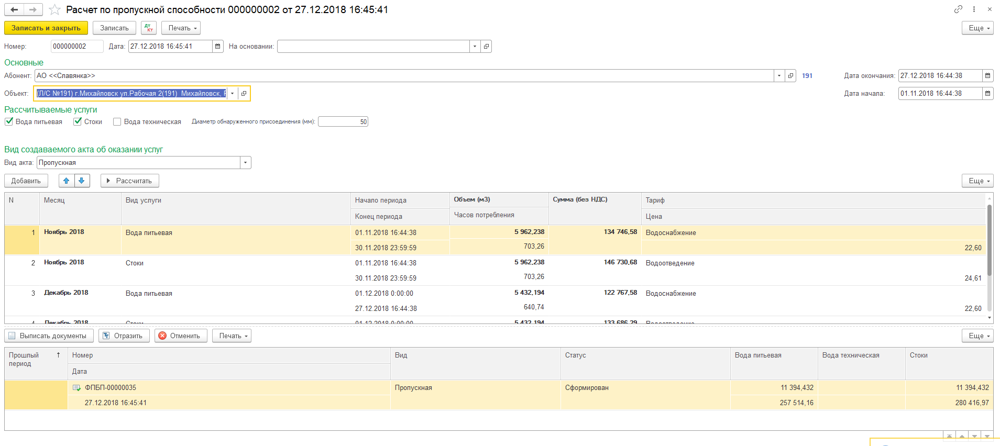 Расчет по пропускной способности 000000002 от 27.12.2018 16:45:41
Записать и закрыть Записать Дт Кт Печать Еще
Номер: 000000002 Дата: 27.12.2018 16:45:41 На основании:
Основные
Абонент: АО <<Славянка>> 191 Дата окончания: 27.12.2018 16:44:38
Объект: (Л/С №191) г.Михайловск ул.Рабочая 2(191) Михайловск, Дата начала: 01.11.2018 16:44:38
Рассчитываемые услуги
Вода питьевая Стоки Вода техническая Диаметр обнаруженного присоединения (мм): 50
Вид создаваемого акта об оказании услуг
Вид акта: Пропускная
Добавить Рассчитать Еще
N Месяц Вид услуги Начало периода Объем (м3) Сумма (без НДС) Тариф
Конец периода Часов потребления Цена
1 Ноябрь 2018 Вода питьевая 01.11.2018 16:44:38 5 962,238 134 746,58 Водоснабжение
30.11.2018 23:59:59 703,26 22,60
2 Ноябрь 2018 Стоки 01.11.2018 16:44:38 5 962,238 146 730,68 Водоотведение
30.11.2018 23:59:59 703,26 24,61
3 Декабрь 2018 Вода питьевая 01.12.2018 0:00:00 5 432,194 122 767,58 Водоснабжение
27.12.2018 16:44:38 640,74 22,60
4 Декабрь 2018 Стоки 01.12.2018 0:00:00 5 432,194 133 686,29 Водоотведение
Выписать документы Отразить Отменить Печать Еще
Прошлый период Номер Вид Статус Вода питьевая Вода техническая Стоки
Дата
ФПБП-00000035 Пропускная Сформирован 11 394,432 11 394,432
27.12.2018 16:45:41 257 514,16 280 416,97